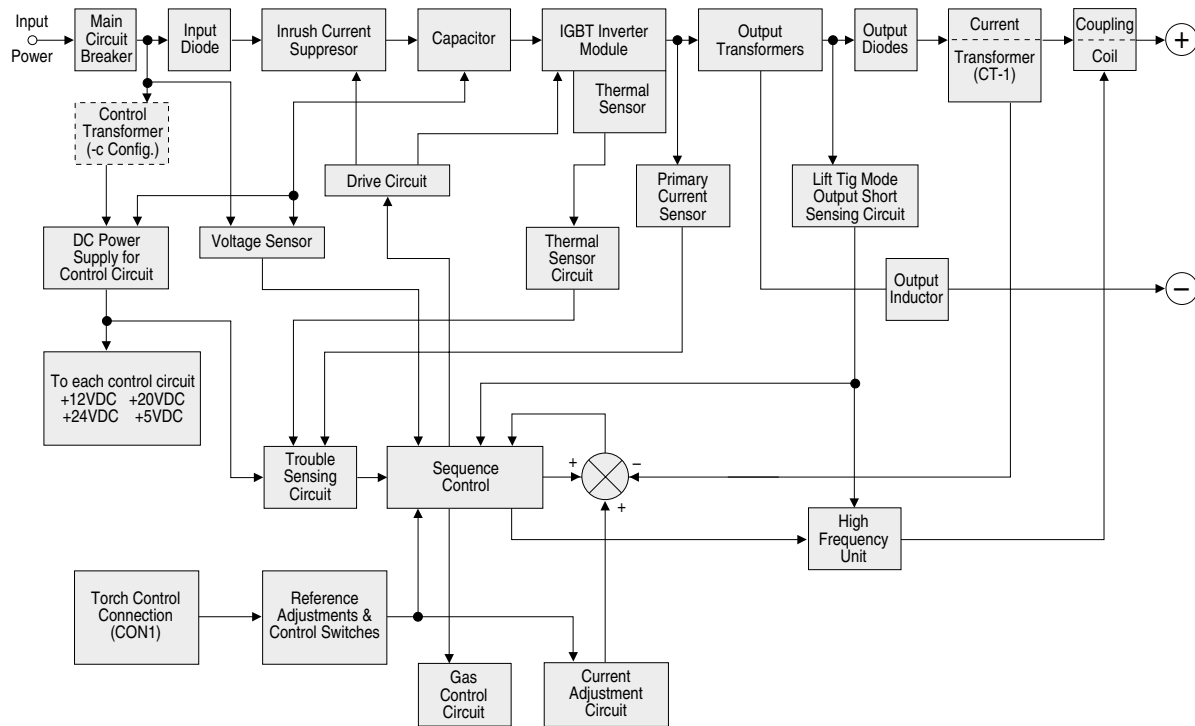 Input
Power
Main
Circuit
Breaker
Input
Diode
Inrush Current
Suppresor
Capacitor
IGBT Inverter
Module
Thermal
Sensor
Output
Transformers
Output
Diodes
Current
Transformer
(CT-1)
Coupling
Coil
+
Control
Transformer
(-c Config.)
Drive Circuit
Primary
Current
Sensor
Lift Tig Mode
Output Short
Sensing Circuit
DC Power
Supply for
Control Circuit
Voltage Sensor
Thermal
Sensor
Circuit
Output
Inductor
−
To each control circuit
+12VDC +20VDC
+24VDC +5VDC
Trouble
Sensing
Circuit
Sequence
Control
+
−
+
High
Frequency
Unit
Torch Control
Connection
(CON1)
Reference
Adjustments &
Control Switches
Gas
Control
Circuit
Current
Adjustment
Circuit